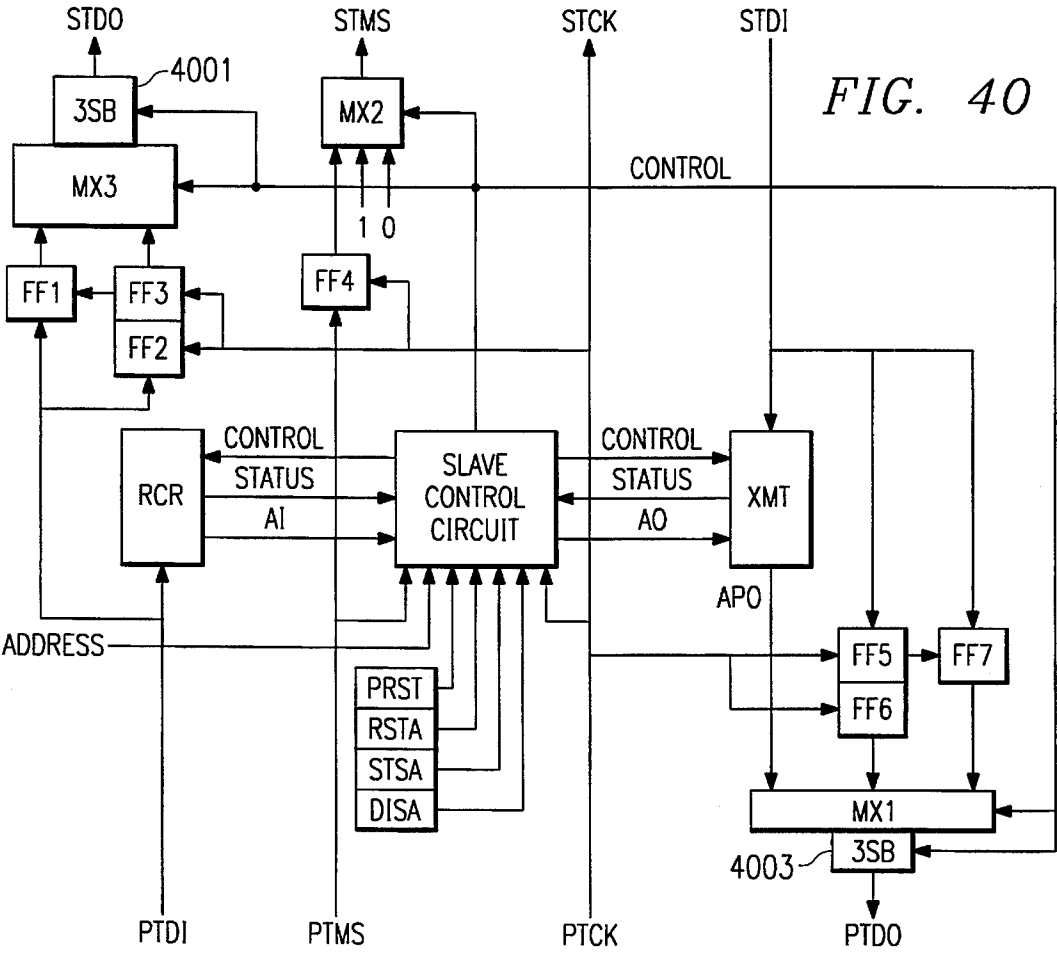 STDO
STMS
STCK
STDI
4001
3SB
MX2
FIG. 40
MX3
CONTROL
1 0
FF1
FF3
FF4
FF2
RCR
CONTROL
STATUS
AI
SLAVE
CONTROL
CIRCUIT
CONTROL
STATUS
AO
XMT
APO
ADDRESS
PRST
RSTA
STSA
DISA
FF5
FF7
FF6
MX1
4003
3SB
PTDI
PTMS
PTCK
PTDO